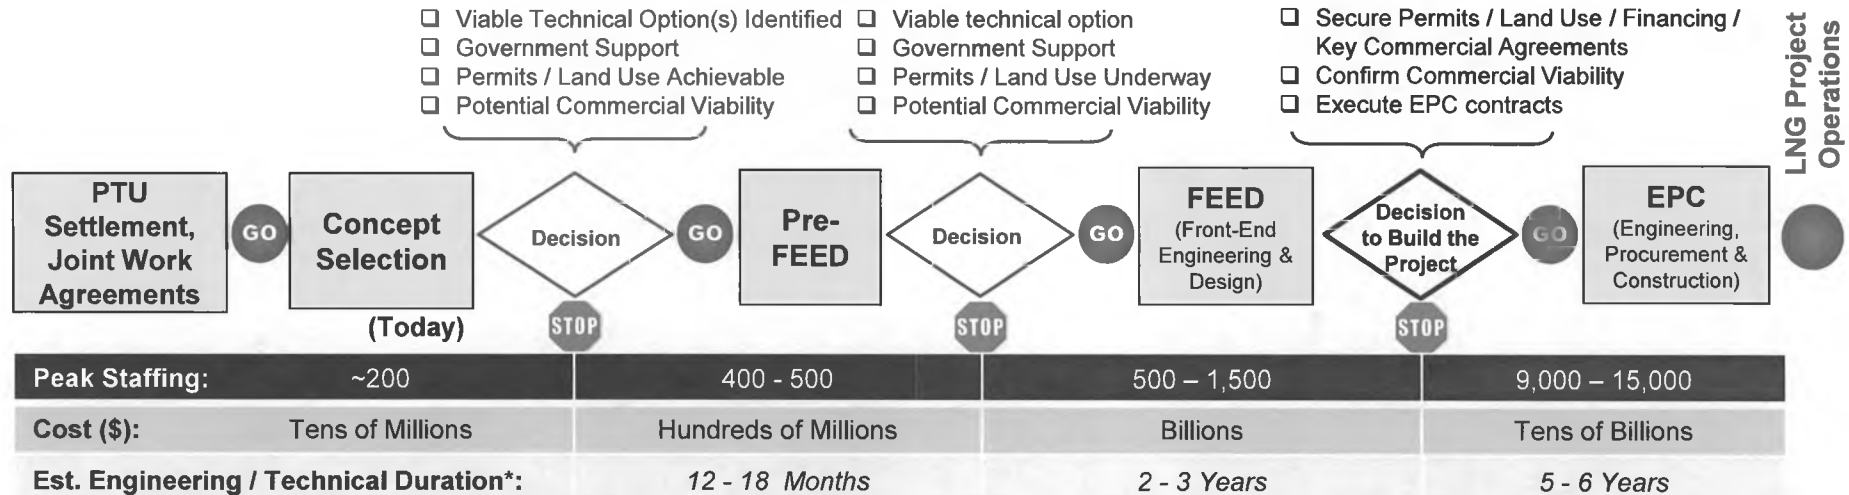 ❑ Viable Technical Option(s) Identified
❑ Government Support
❑ Permits / Land Use Achievable
❑ Potential Commercial Viability
❑ Viable technical option
❑ Government Support
❑ Permits / Land Use Underway
❑ Potential Commercial Viability
❑ Secure Permits / Land Use / Financing /
Key Commercial Agreements
❑ Confirm Commercial Viability
❑ Execute EPC contracts
LNG Project
Operations
PTU
Settlement,
Joint Work
Agreements
GO
Concept
Selection
(Today)
Decision
STOP
GO
Pre-
FEED
Decision
STOP
GO
FEED
(Front-End
Engineering &
Design)
Decision
to Build the
Project
STOP
GO
EPC
(Engineering,
Procurement &
Construction)
Peak Staffing: ~200 400 - 500 500 – 1,500 9,000 – 15,000
Cost ($): Tens of Millions Hundreds of Millions Billions Tens of Billions
Est. Engineering / Technical Duration*: 12 - 18 Months 2 - 3 Years 5 - 6 Years